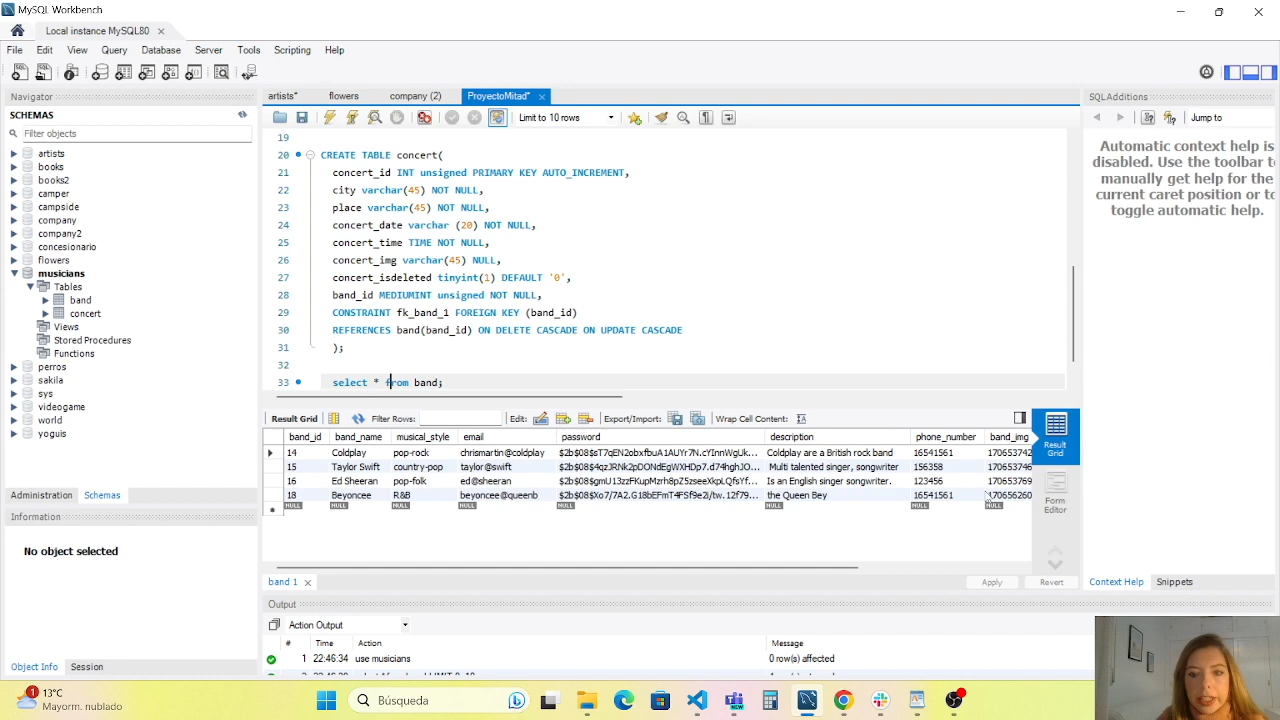 MySQL Workbench
Local instance MySQL80
File Edit View Query Database Server Tools Scripting Help
Navigator
SCHEMAS
Filter objects
artists
books
books2
camper
campside
company
company2
concesionario
flowers
musicians
Tables
band
concert
Views
Stored Procedures
Functions
perros
sakila
sys
videogame
world
yoguis
Administration Schemas
Information
No object selected
Object Info Session
artists* flowers company (2) ProyectoMitad*
Limit to 10 rows
19
20 CREATE TABLE concert(
21 concert_id INT unsigned PRIMARY KEY AUTO_INCREMENT,
22 city varchar(45) NOT NULL,
23 place varchar(45) NOT NULL,
24 concert_date varchar (20) NOT NULL,
25 concert_time TIME NOT NULL,
26 concert_img varchar(45) NULL,
27 concert_isdeleted tinyint(1) DEFAULT '0',
28 band_id MEDIUMINT unsigned NOT NULL,
29 CONSTRAINT fk_band_1 FOREIGN KEY (band_id)
30 REFERENCES band(band_id) ON DELETE CASCADE ON UPDATE CASCADE
31 );
32
33 select * from band;
Result Grid Filter Rows: Edit: Export/Import: Wrap Cell Content:
band_id band_name musical_style email password description phone_number band_img
14 Coldplay pop-rock chrismartin@coldplay Coldplay are a British rock band 16541561 170653742
15 Taylor Swift country-pop taylor@swift Multi talented singer, songwriter 156358 170653746
16 Ed Sheeran pop-folk ed@sheeran Is an English singer songwriter. 123456 170653769
18 Beyoncee R&B beyoncee@queenb the Queen Bey 16541561 170656260
NULL NULL NULL NULL NULL NULL NULL NULL
Result Grid
Form Editor
band 1 Apply Revert
Output
Action Output
# Time Action Message
1 22:46:34 use musicians 0 row(s) affected
SQLAdditions
Jump to
Automatic context help is
disabled. Use the toolbar to
manually get help for the
current caret position or to
toggle automatic help.
Context Help Snippets
1
13°C
Mayorm. nublado
Búsqueda